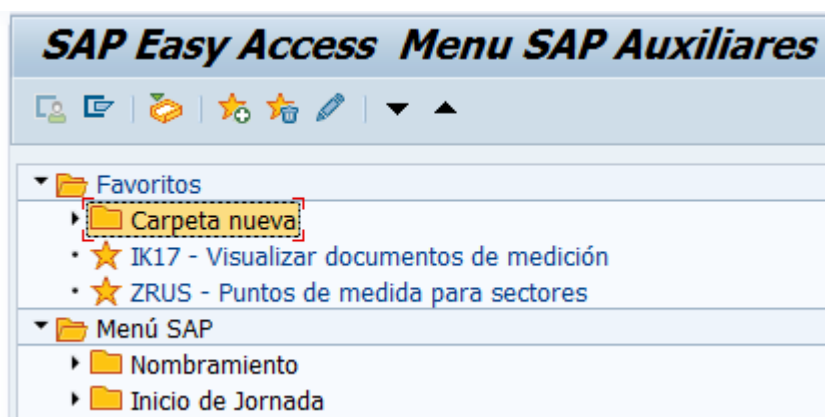 SAP Easy Access Menu SAP Auxiliares
Favoritos
Carpeta nueva
IK17 - Visualizar documentos de medición
ZRUS - Puntos de medida para sectores
Menú SAP
Nombramiento
Inicio de Jornada